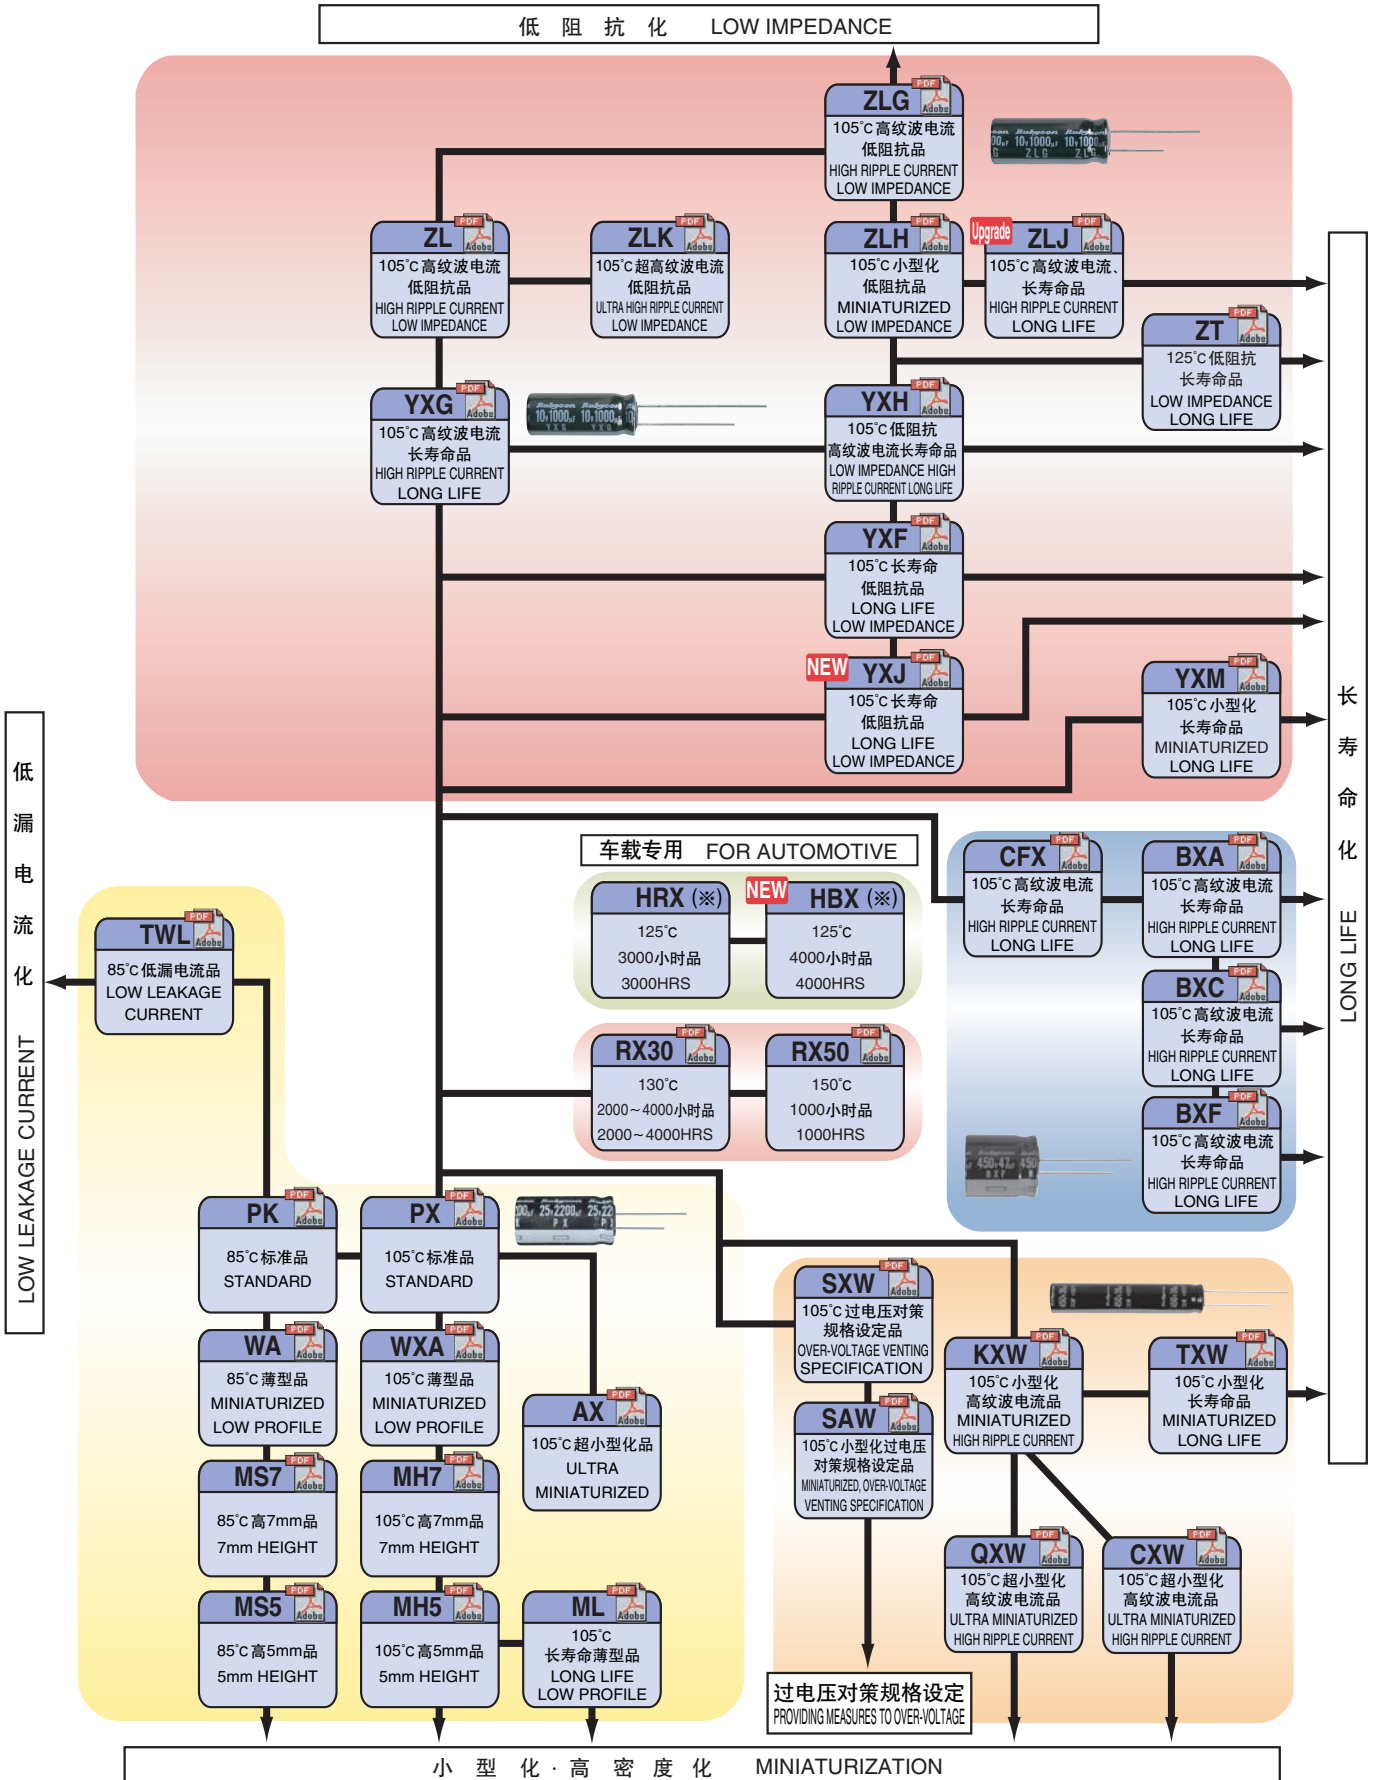 低阻抗化 LOW IMPEDANCE
ZLG
105℃高纹波电流
低阻抗品
HIGH RIPPLE CURRENT
LOW IMPEDANCE
ZL
105℃高纹波电流
低阻抗品
HIGH RIPPLE CURRENT
LOW IMPEDANCE
ZLK
105℃超高纹波电流
低阻抗品
ULTRA HIGH RIPPLE CURRENT
LOW IMPEDANCE
ZLH
105℃小型化
低阻抗品
MINIATURIZED
LOW IMPEDANCE
Upgrade
ZLJ
105℃高纹波电流、
长寿命品
HIGH RIPPLE CURRENT
LONG LIFE
ZT
125℃低阻抗
长寿命品
LOW IMPEDANCE
LONG LIFE
YXG
105℃高纹波电流
长寿命品
HIGH RIPPLE CURRENT
LONG LIFE
YXH
105℃低阻抗
高纹波电流长寿命品
LOW IMPEDANCE HIGH
RIPPLE CURRENT LONG LIFE
YXF
105℃长寿命
低阻抗品
LONG LIFE
LOW IMPEDANCE
NEW
YXJ
105℃长寿命
低阻抗品
LONG LIFE
LOW IMPEDANCE
YXM
105℃小型化
长寿命品
MINIATURIZED
LONG LIFE
长寿命化 LONG LIFE
低漏电流化 LOW LEAKAGE CURRENT
车载专用 FOR AUTOMOTIVE
HRX (※)
125℃
3000小时品
3000HRS
NEW
HBX (※)
125℃
4000小时品
4000HRS
CFX
105℃高纹波电流
长寿命品
HIGH RIPPLE CURRENT
LONG LIFE
BXA
105℃高纹波电流
长寿命品
HIGH RIPPLE CURRENT
LONG LIFE
TWL
85℃低漏电流品
LOW LEAKAGE
CURRENT
BXC
105℃高纹波电流
长寿命品
HIGH RIPPLE CURRENT
LONG LIFE
RX30
130℃
2000~4000小时品
2000~4000HRS
RX50
150℃
1000小时品
1000HRS
BXF
105℃高纹波电流
长寿命品
HIGH RIPPLE CURRENT
LONG LIFE
PK
85℃标准品
STANDARD
PX
105℃标准品
STANDARD
SXW
105℃过电压对策
规格设定品
OVER-VOLTAGE VENTING
SPECIFICATION
WA
85℃薄型品
MINIATURIZED
LOW PROFILE
WXA
105℃薄型品
MINIATURIZED
LOW PROFILE
KXW
105℃小型化
高纹波电流品
MINIATURIZED
HIGH RIPPLE CURRENT
TXW
105℃小型化
长寿命品
MINIATURIZED
LONG LIFE
AX
105℃超小型化品
ULTRA
MINIATURIZED
SAW
105℃小型化过电压
对策规格设定品
MINIATURIZED, OVER-VOLTAGE
VENTING SPECIFICATION
MS7
85℃高7mm品
7mm HEIGHT
MH7
105℃高7mm品
7mm HEIGHT
QXW
105℃超小型化
高纹波电流品
ULTRA MINIATURIZED
HIGH RIPPLE CURRENT
CXW
105℃超小型化
高纹波电流品
ULTRA MINIATURIZED
HIGH RIPPLE CURRENT
MS5
85℃高5mm品
5mm HEIGHT
MH5
105℃高5mm品
5mm HEIGHT
ML
105℃
长寿命薄型品
LONG LIFE
LOW PROFILE
过电压对策规格设定
PROVIDING MEASURES TO OVER-VOLTAGE
小型化·高密度化 MINIATURIZATION